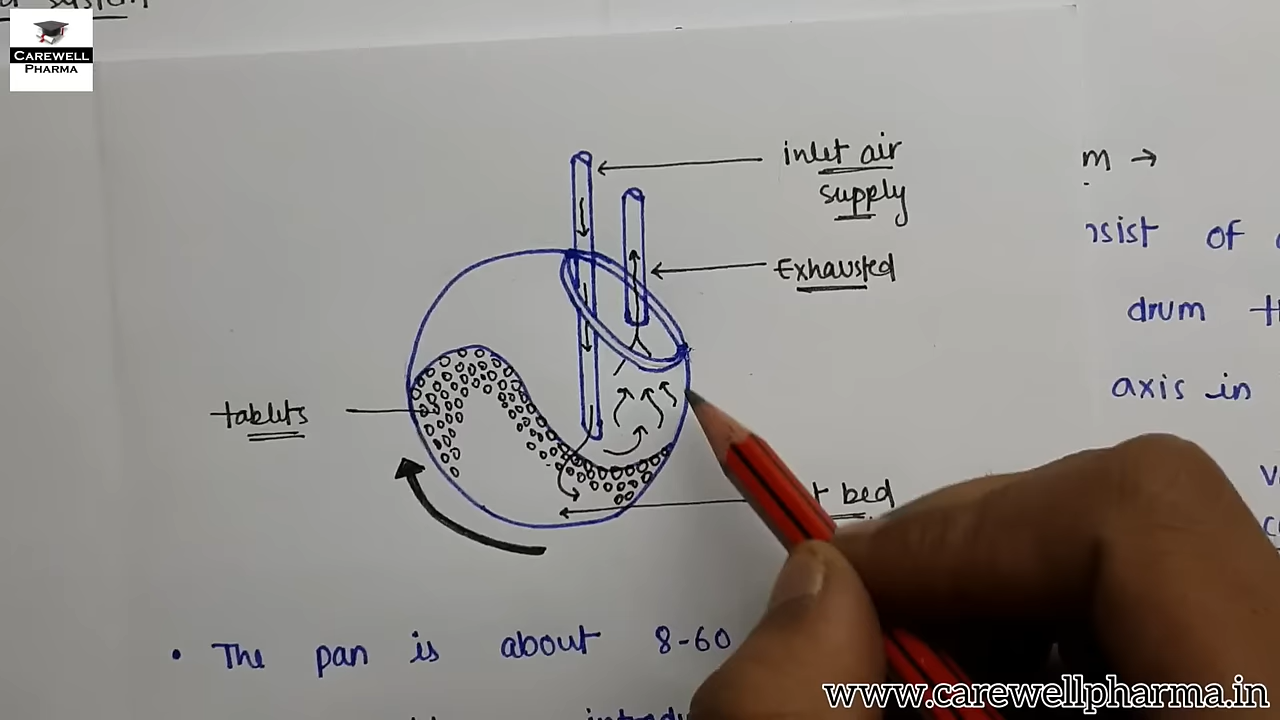 system
CAREWELL
PHARMA
inlet air
supply
Exhausted
tablets
bed
m →
of
drum
axis in
• The pan is about 8-60
www.carewellpharma.in